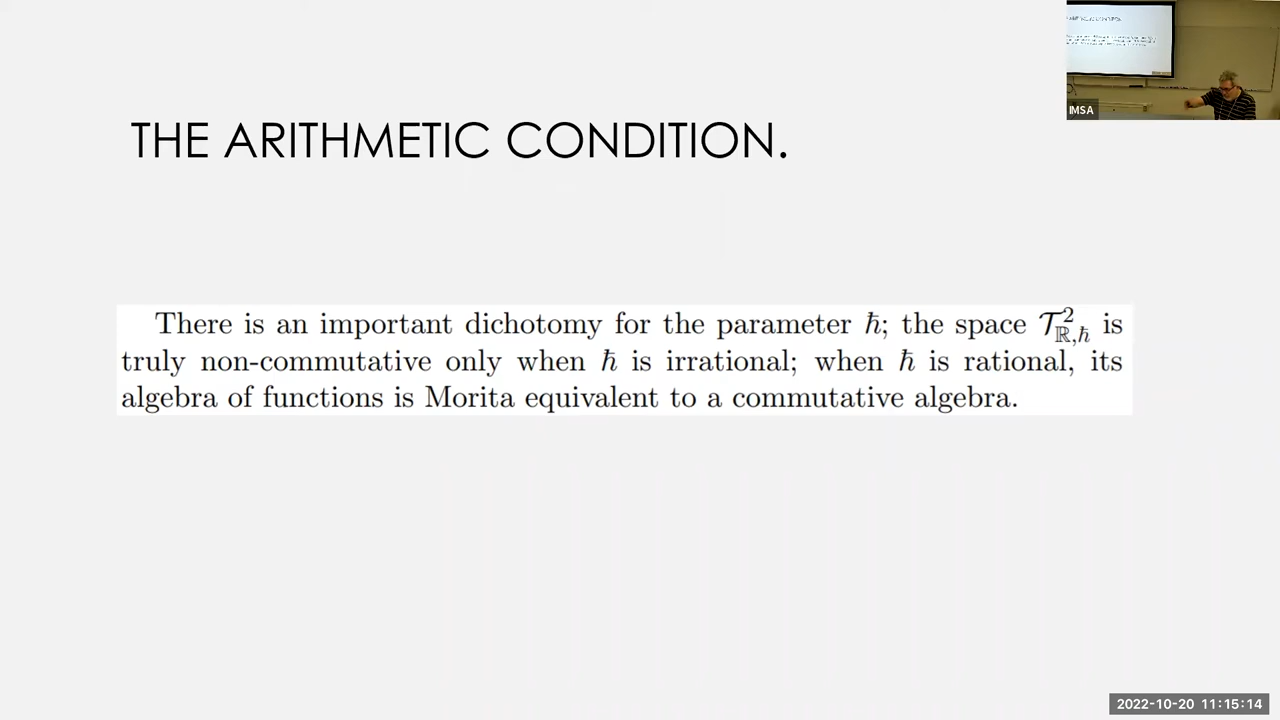 THE ARITHMETIC CONDITION.
There is an important dichotomy for the parameter ℏ; the space 𝒯²_{ℝ,ℏ} is
truly non-commutative only when ℏ is irrational; when ℏ is rational, its
algebra of functions is Morita equivalent to a commutative algebra.
IMSA
2022-10-20 11:15:14